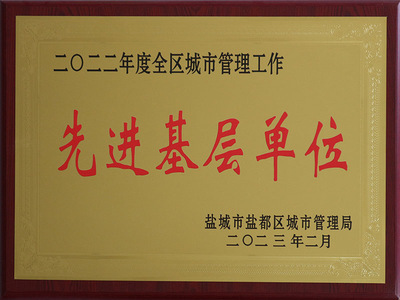 二〇二二年度全区城市管理工作
先进基层单位
盐城市盐都区城市管理局
二〇二三年二月